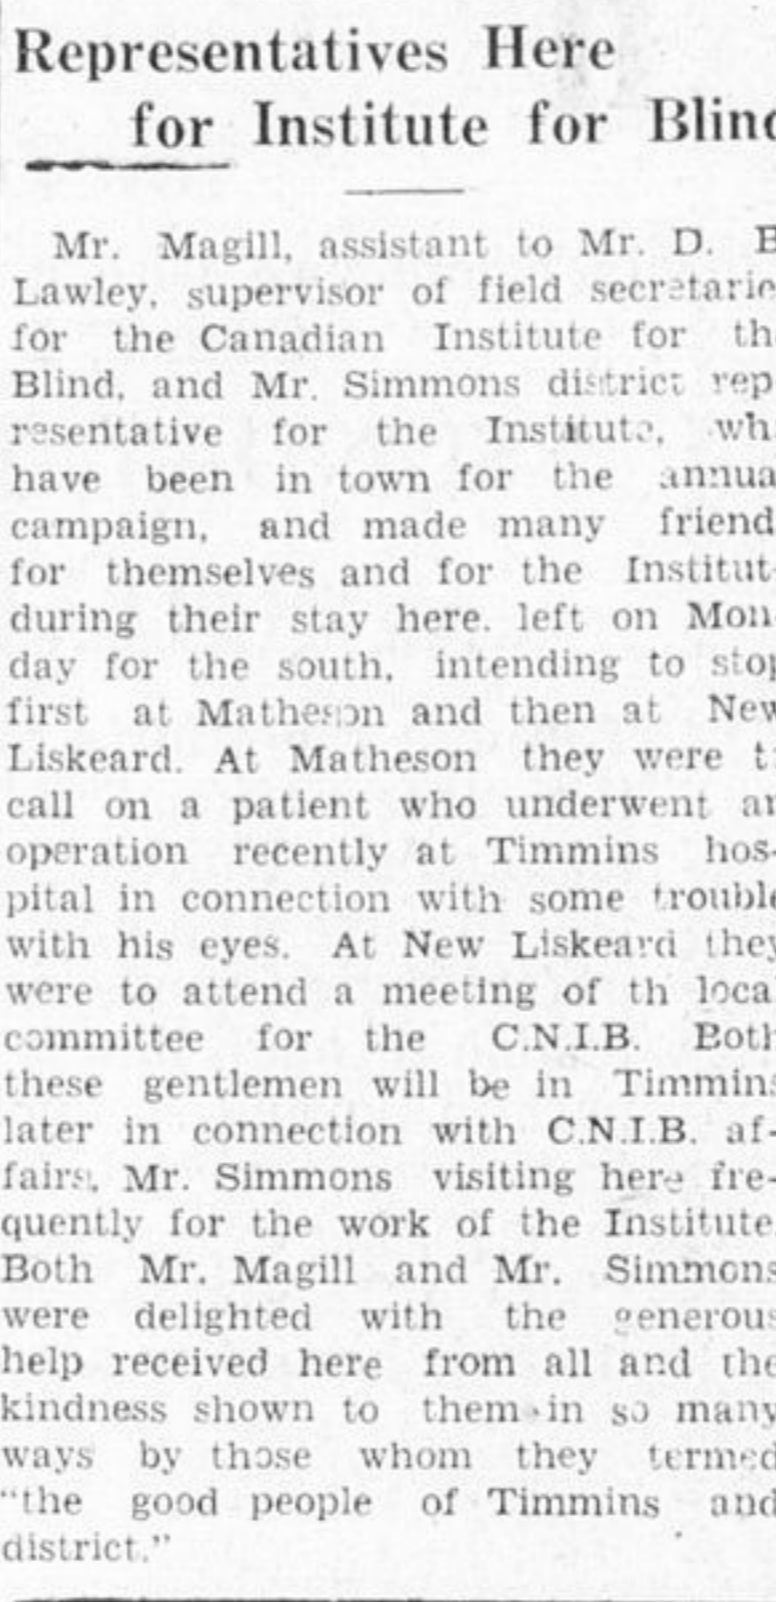 Representatives Here
for Institute for Blind
Mr. Magill, assistant to Mr. D. B
Lawley, supervisor of field secretarie
for the Canadian Institute for th
Blind, and Mr. Simmons district rep
resentative for the Institute, wh
have been in town for the annua
campaign, and made many friend
for themselves and for the Institut
during their stay here. left on Mon
day for the south, intending to stop
first at Matheson and then at New
Liskeard. At Matheson they were t
call on a patient who underwent an
operation recently at Timmins hos-
pital in connection with some trouble
with his eyes. At New Liskeard they
were to attend a meeting of th loca
committee for the C.N.I.B. Both
these gentlemen will be in Timmins
later in connection with C.N.I.B. af-
fairs, Mr. Simmons visiting here fre-
quently for the work of the Institute.
Both Mr. Magill and Mr. Simmons
were delighted with the generous
help received here from all and the
kindness shown to them in so many
ways by those whom they termed
“the good people of Timmins and
district.”